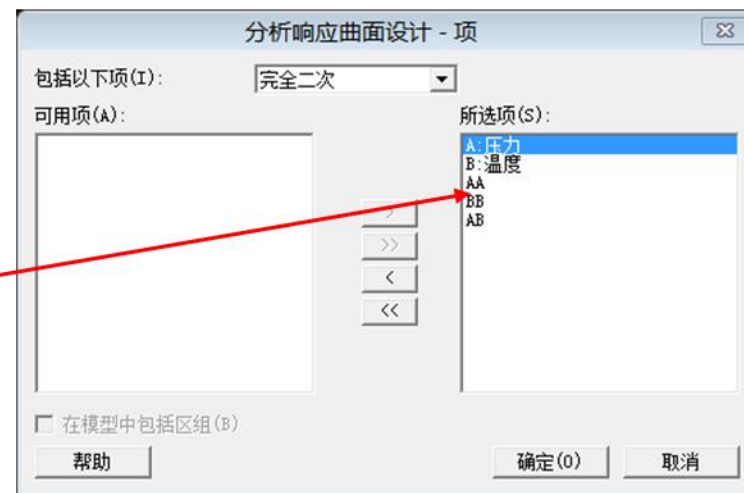 分析响应曲面设计 - 项
包括以下项(I):
完全二次
可用项(A):
所选项(S):
A:压力
B:温度
AA
BB
AB
>
>>
<
<<
在模型中包括区组(B)
帮助
确定(O)
取消